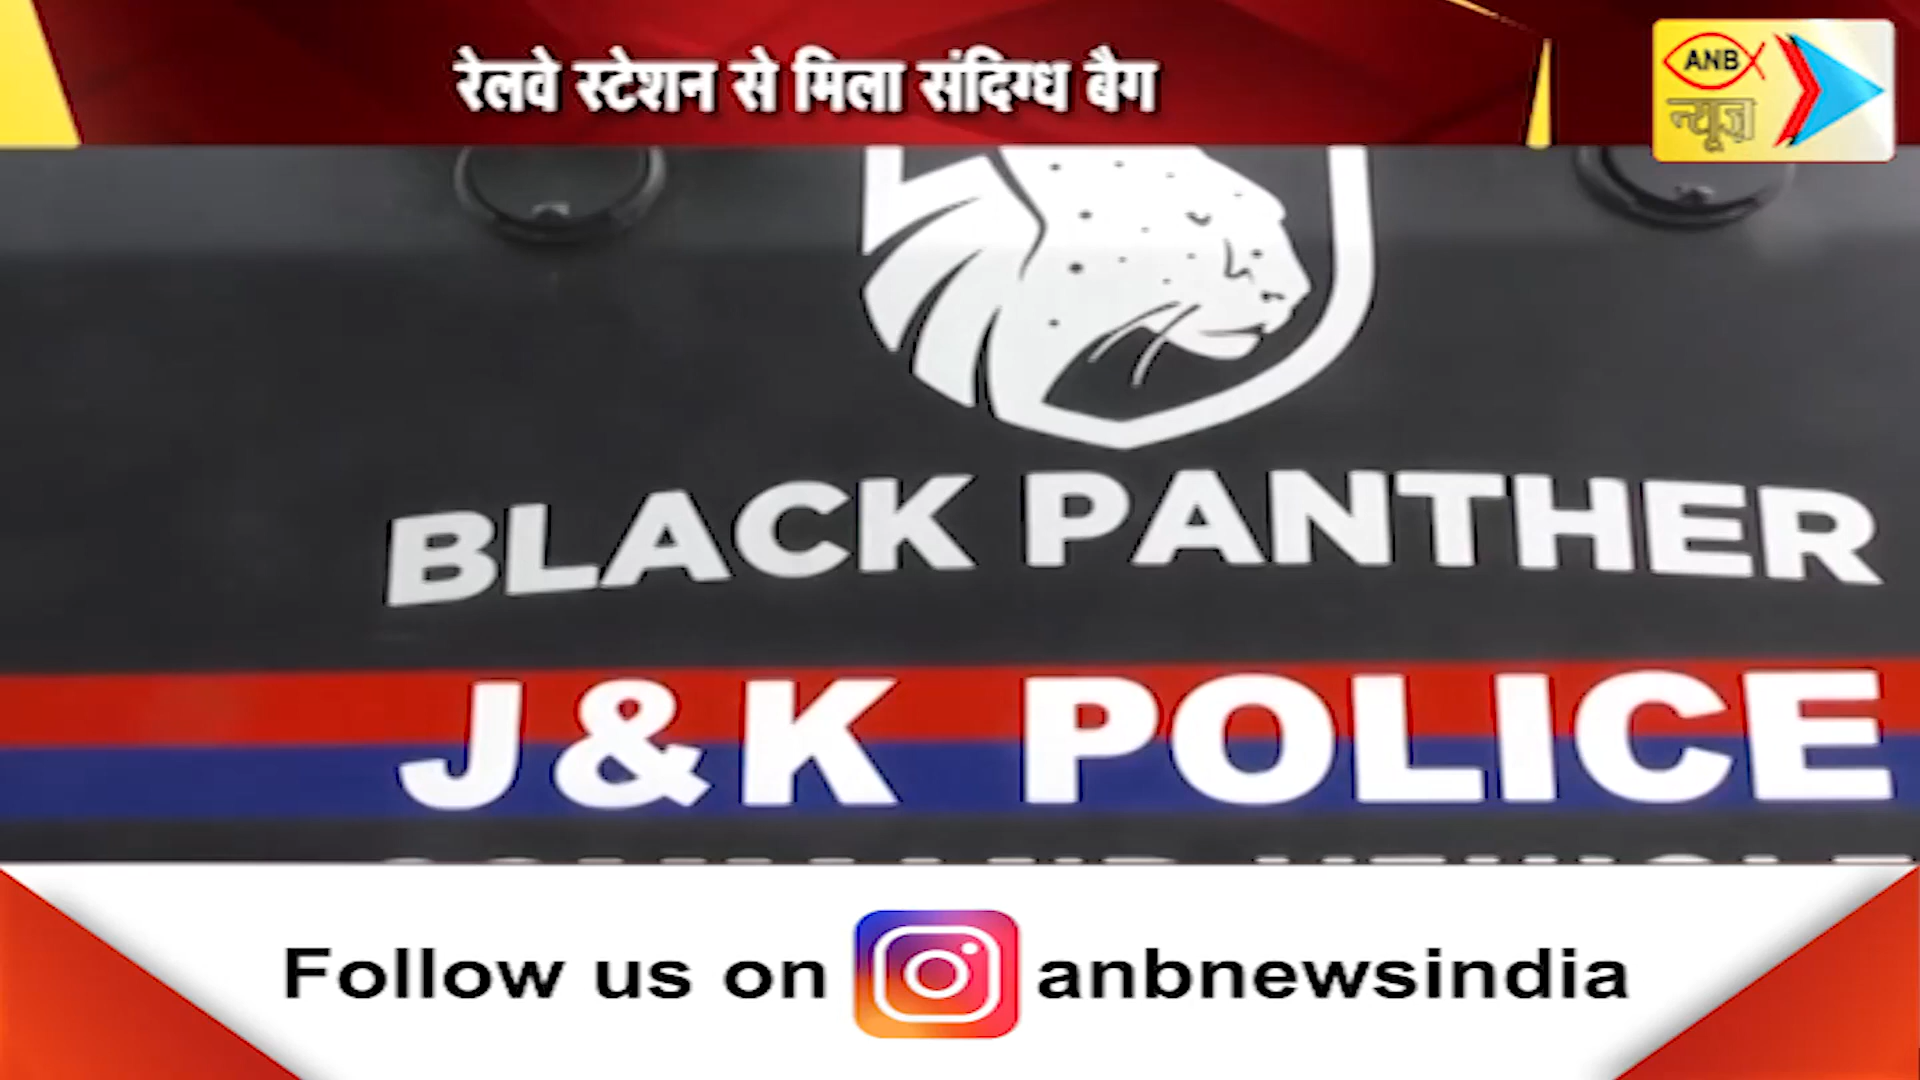 रेलवे स्टेशन से मिला संदिग्ध बैग
ANB
न्यूज़
BLACK PANTHER
J&K POLICE
Follow us on anbnewsindia